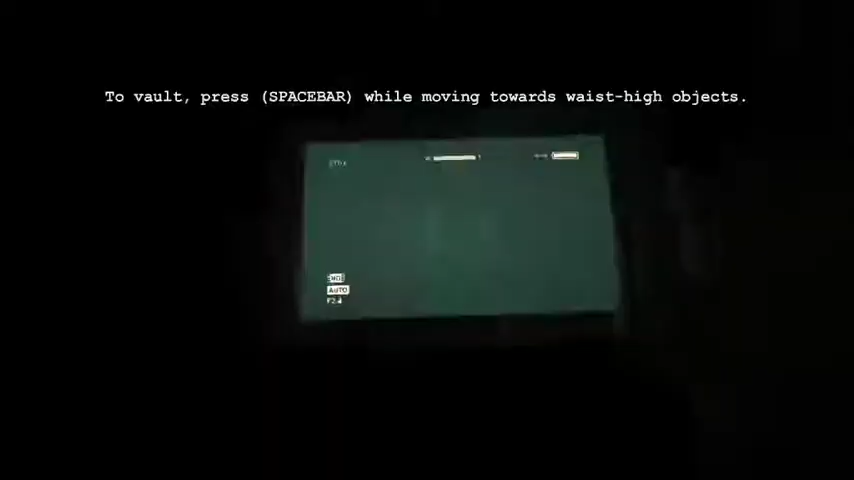 To vault, press (SPACEBAR) while moving towards waist-high objects.
AUTO